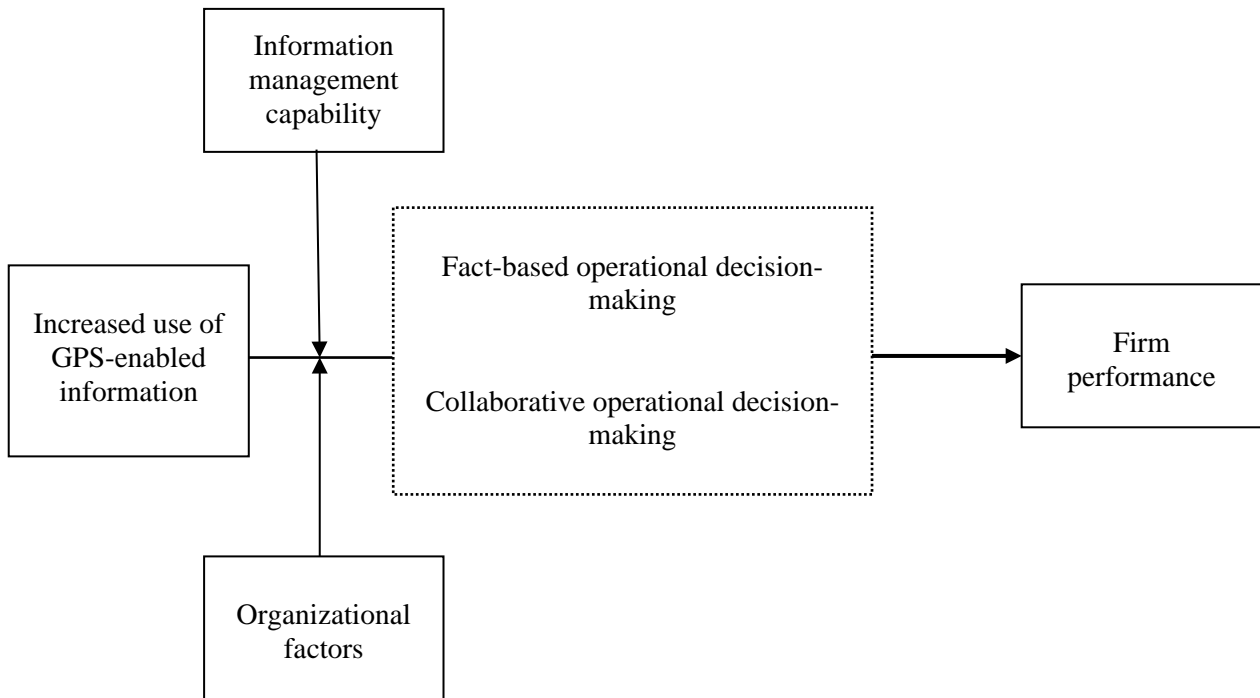 Information
management
capability
Increased use of
GPS-enabled
information
Fact-based operational decision-
making
Collaborative operational decision-
making
Firm
performance
Organizational
factors